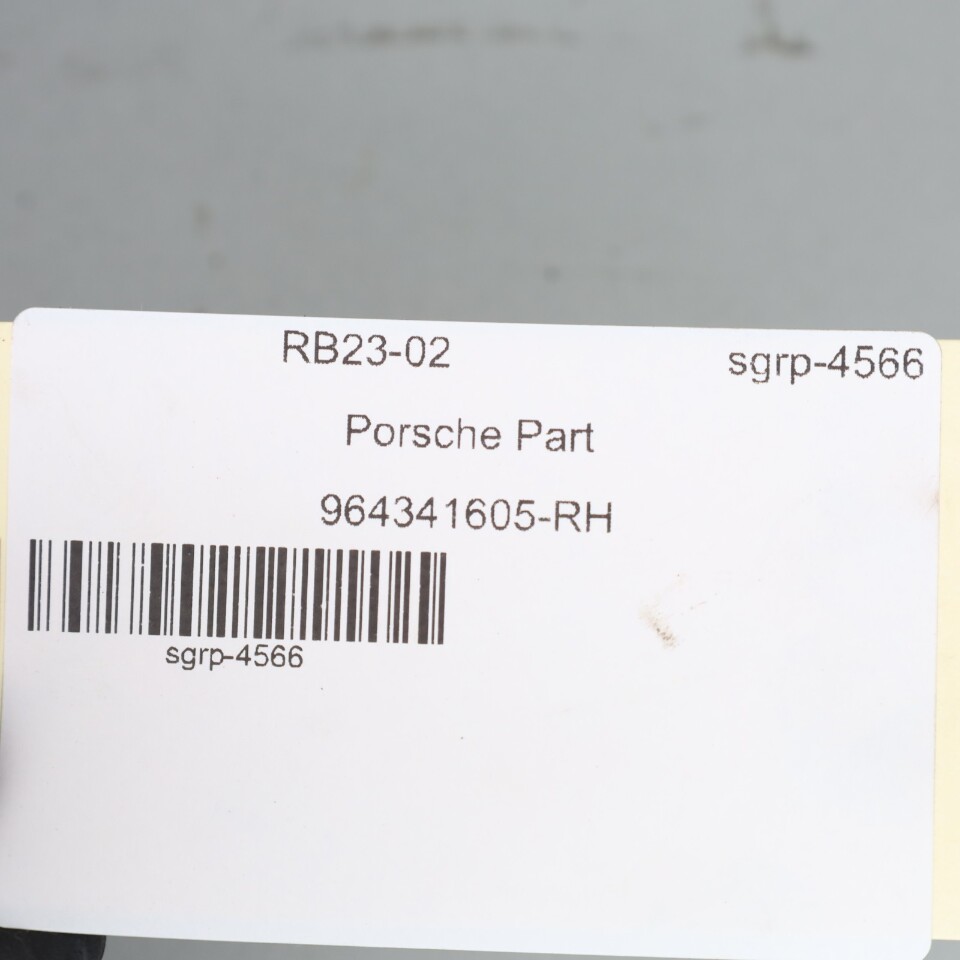 RB23-02 sgrp-4566
Porsche Part
964341605-RH
sgrp-4566